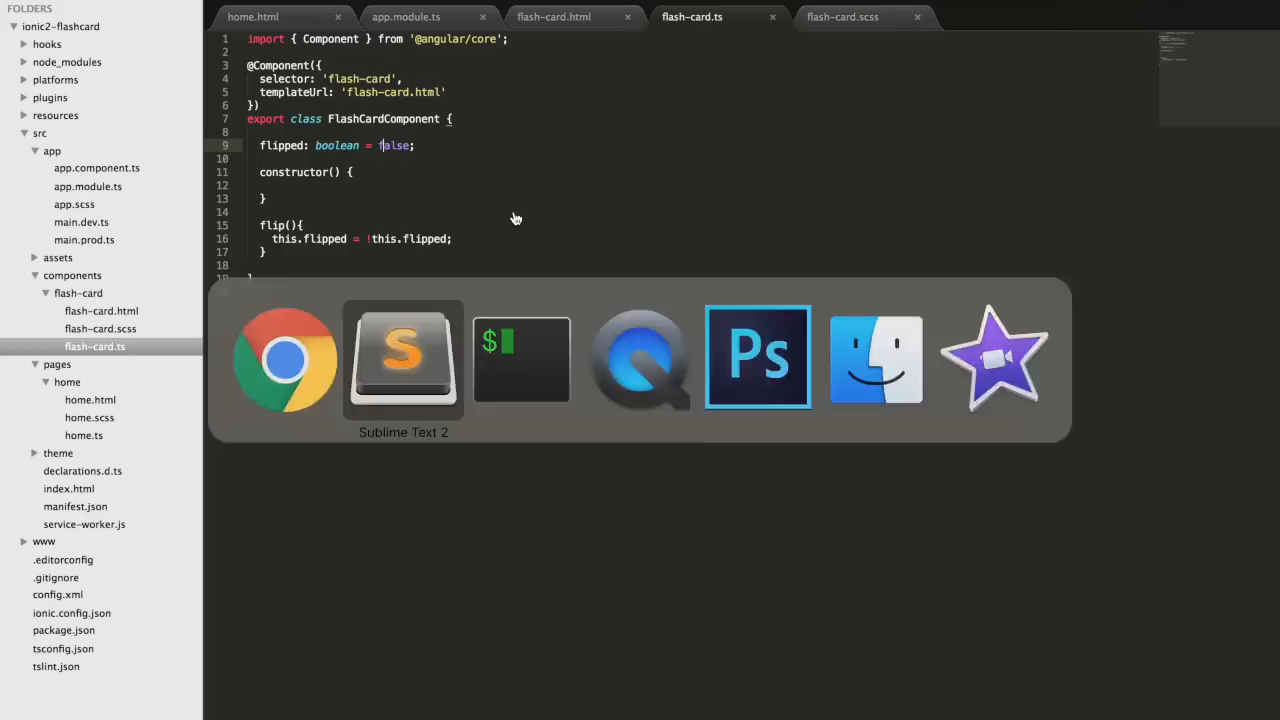 FOLDERS
ionic2-flashcard
hooks
node_modules
platforms
plugins
resources
src
app
app.component.ts
app.module.ts
app.scss
main.dev.ts
main.prod.ts
assets
components
flash-card
flash-card.html
flash-card.scss
flash-card.ts
pages
home
home.html
home.scss
home.ts
theme
declarations.d.ts
index.html
manifest.json
service-worker.js
www
.editorconfig
.gitignore
config.xml
ionic.config.json
package.json
tsconfig.json
tslint.json
home.html × app.module.ts × flash-card.html × flash-card.ts × flash-card.scss ×
1 import { Component } from '@angular/core';
2
3 @Component({
4 selector: 'flash-card',
5 templateUrl: 'flash-card.html'
6 })
7 export class FlashCardComponent {
8
9 flipped: boolean = false;
10
11 constructor() {
12
13 }
14
15 flip(){
16 this.flipped = !this.flipped;
17 }
18
S $ Ps
Sublime Text 2